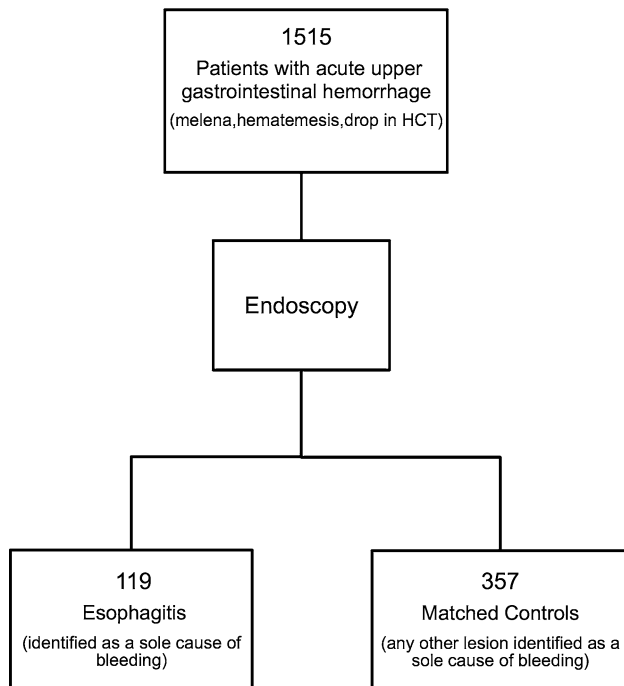 1515
Patients with acute upper
gastrointestinal hemorrhage
(melena,hematemesis,drop in HCT)
Endoscopy
119
Esophagitis
(identified as a sole cause of
bleeding)
357
Matched Controls
(any other lesion identified as a
sole cause of bleeding)